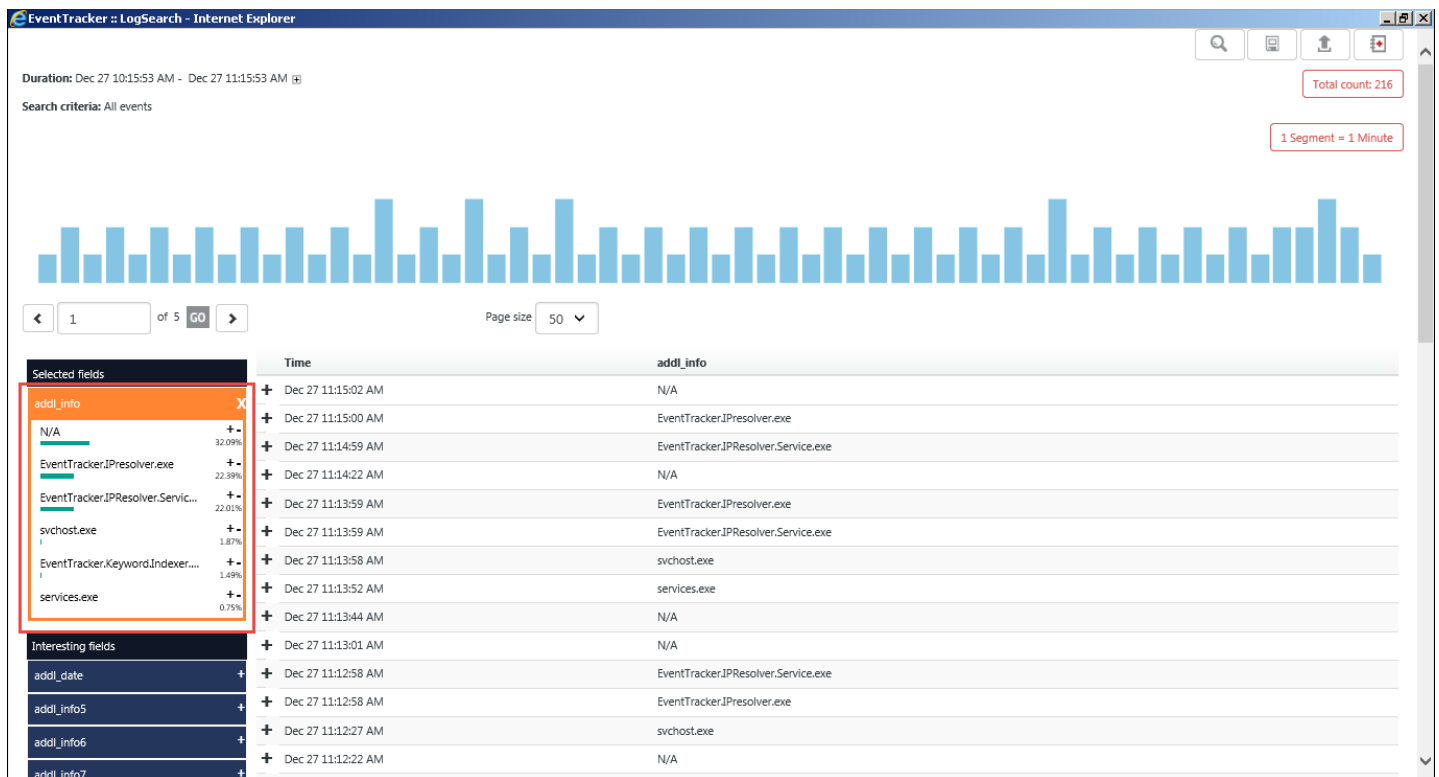 EventTracker :: LogSearch - Internet Explorer
Duration: Dec 27 10:15:53 AM - Dec 27 11:15:53 AM
Total count: 216
Search criteria: All events
1 Segment = 1 Minute
1 of 5 GO
Page size 50
Selected fields
addl_info X
N/A + -
32.09%
EventTracker.IPresolver.exe + -
22.39%
EventTracker.IPResolver.Servic... + -
22.01%
svchost.exe + -
1.87%
EventTracker.Keyword.Indexer.... + -
1.49%
services.exe + -
0.75%
Interesting fields
addl_date +
addl_info5 +
addl_info6 +
addl_info7 +
Time addl_info
+ Dec 27 11:15:02 AM N/A
+ Dec 27 11:15:00 AM EventTracker.IPresolver.exe
+ Dec 27 11:14:59 AM EventTracker.IPResolver.Service.exe
+ Dec 27 11:14:22 AM N/A
+ Dec 27 11:13:59 AM EventTracker.IPresolver.exe
+ Dec 27 11:13:59 AM EventTracker.IPResolver.Service.exe
+ Dec 27 11:13:58 AM svchost.exe
+ Dec 27 11:13:52 AM services.exe
+ Dec 27 11:13:44 AM N/A
+ Dec 27 11:13:01 AM N/A
+ Dec 27 11:12:58 AM EventTracker.IPResolver.Service.exe
+ Dec 27 11:12:58 AM EventTracker.IPresolver.exe
+ Dec 27 11:12:27 AM svchost.exe
+ Dec 27 11:12:22 AM N/A